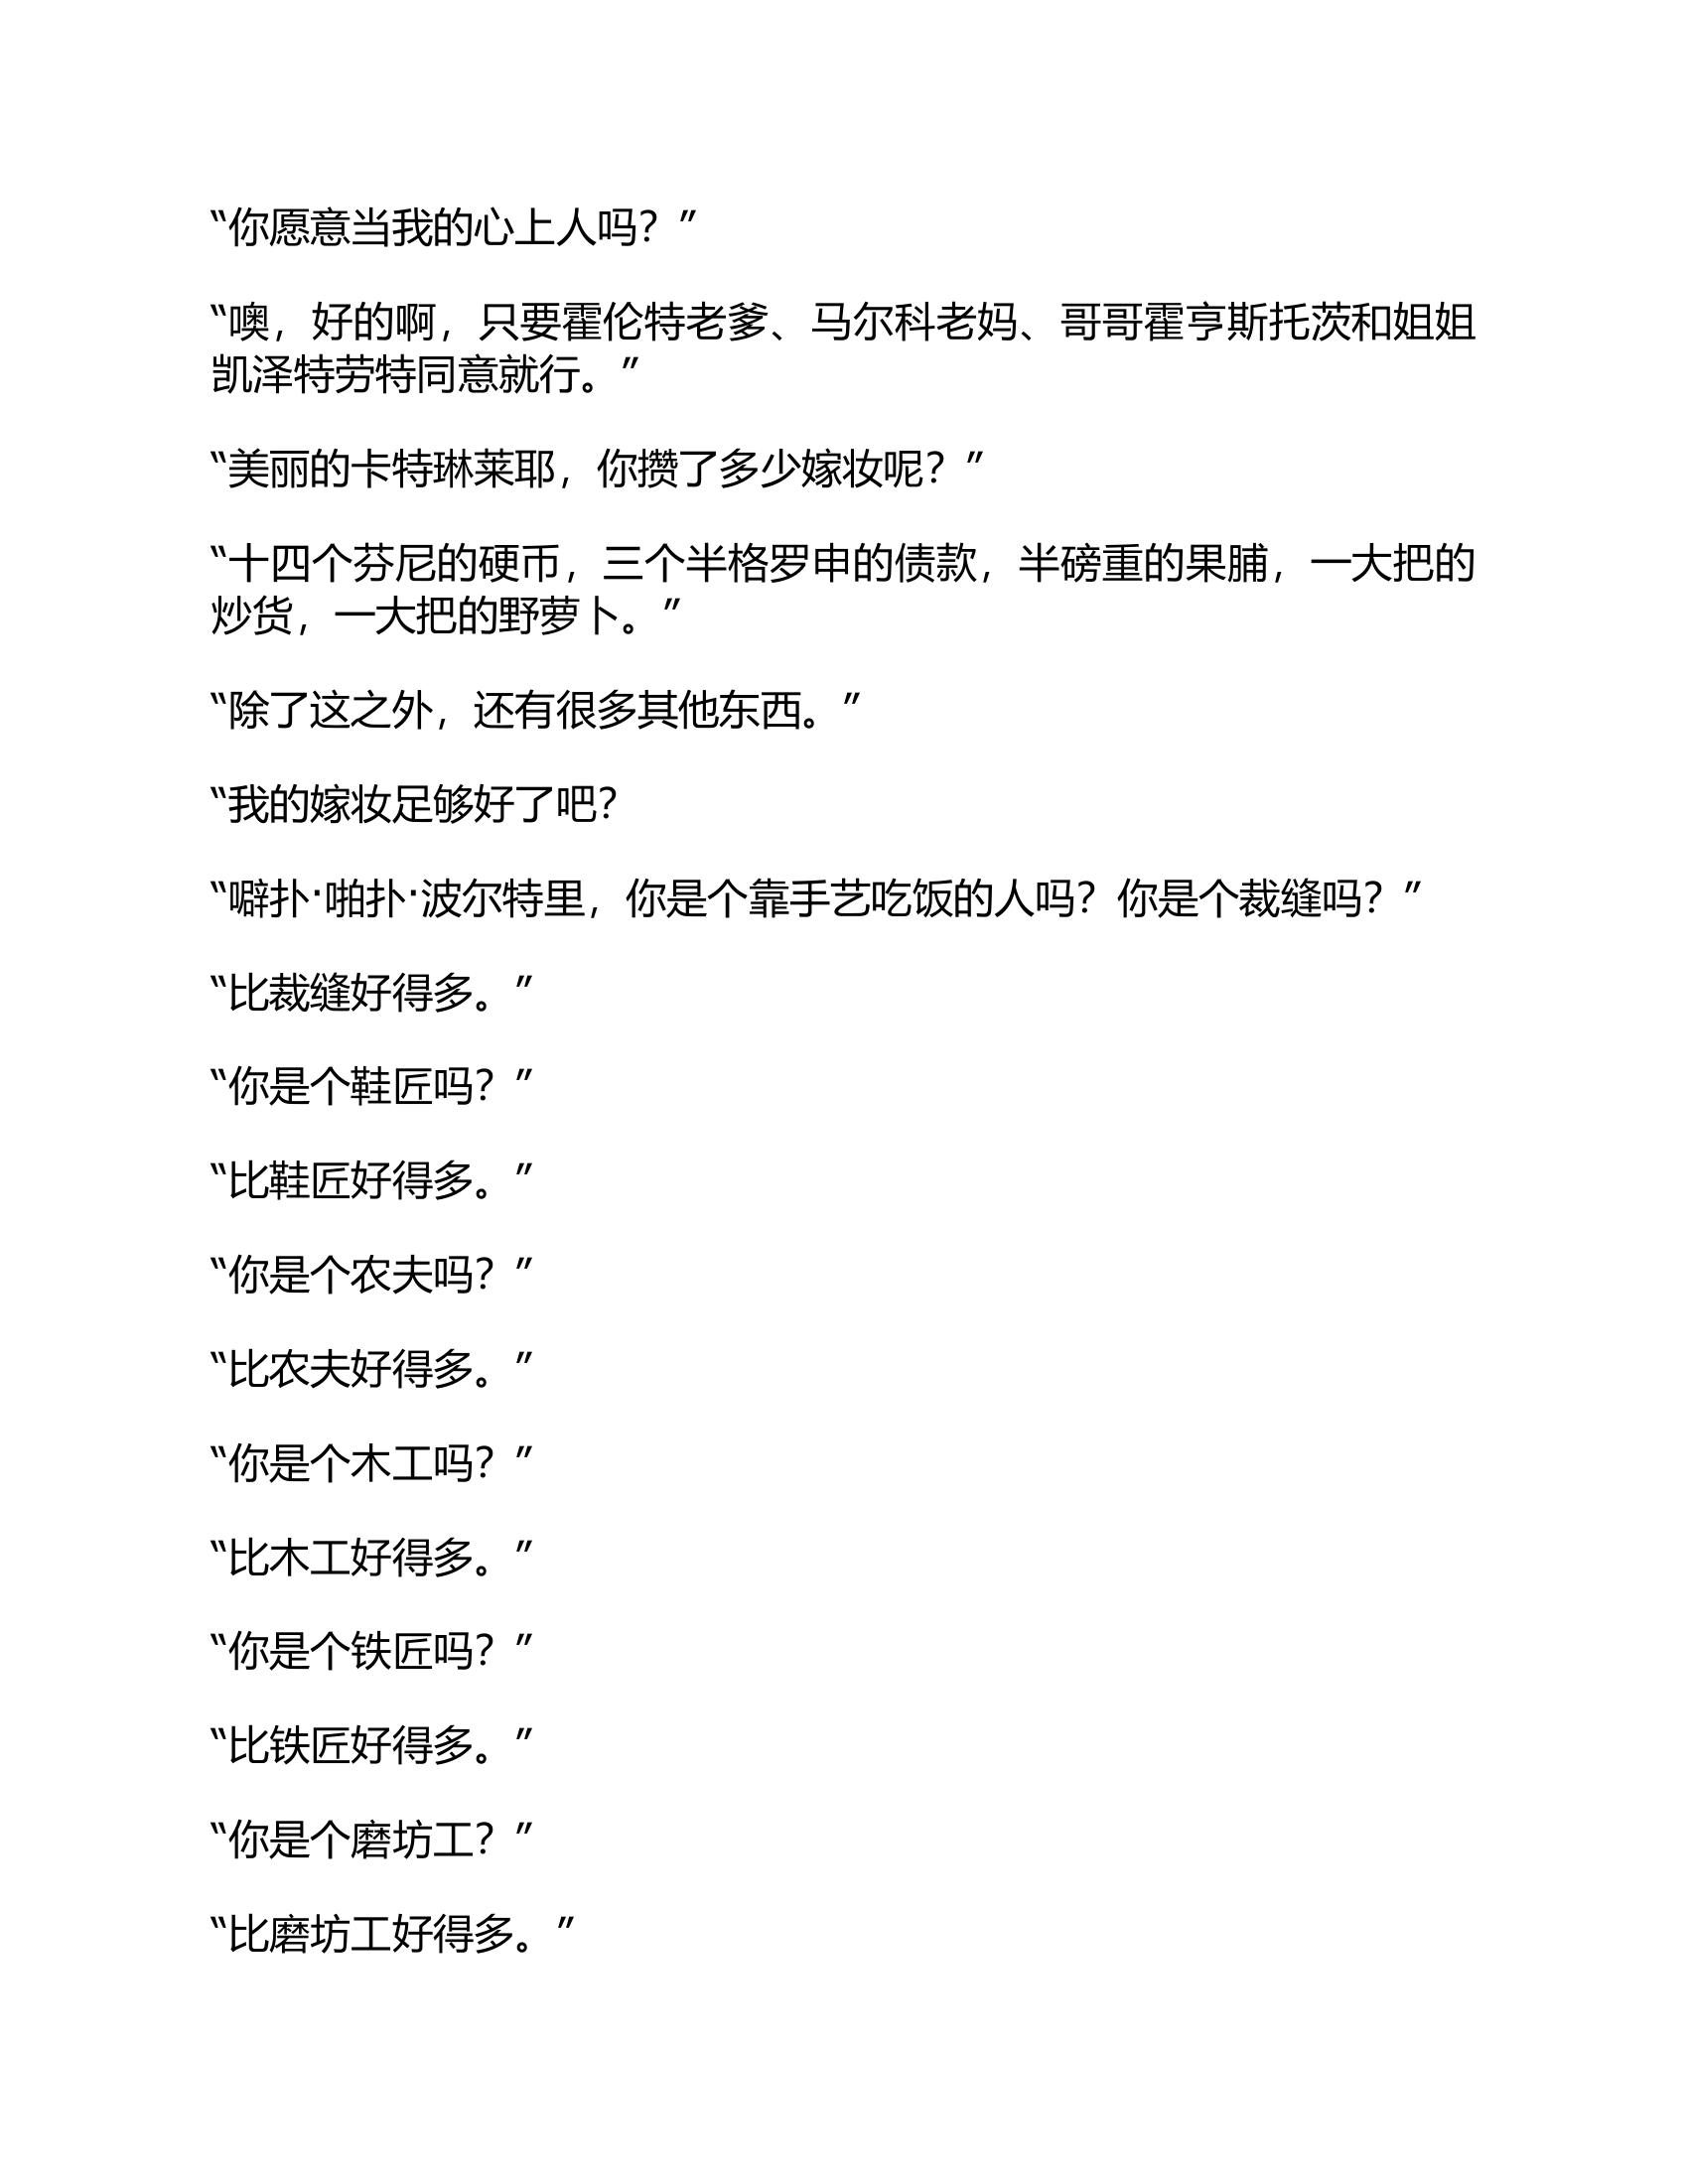 “你愿意当我的心上人吗？”
“噢，好的啊，只要霍伦特老爹、马尔科老妈、哥哥霍亨斯托茨和姐姐
凯泽特劳特同意就行。”
“美丽的卡特琳莱耶，你攒了多少嫁妆呢？”
“十四个芬尼的硬币，三个半格罗申的债款，半磅重的果脯，一大把的
炒货，一大把的野萝卜。”
“除了这之外，还有很多其他东西。”
“我的嫁妆足够好了吧？
“噼扑·啪扑·波尔特里，你是个靠手艺吃饭的人吗？你是个裁缝吗？”
“比裁缝好得多。”
“你是个鞋匠吗？”
“比鞋匠好得多。”
“你是个农夫吗？”
“比农夫好得多。”
“你是个木工吗？”
“比木工好得多。”
“你是个铁匠吗？”
“比铁匠好得多。”
“你是个磨坊工？”
“比磨坊工好得多。”